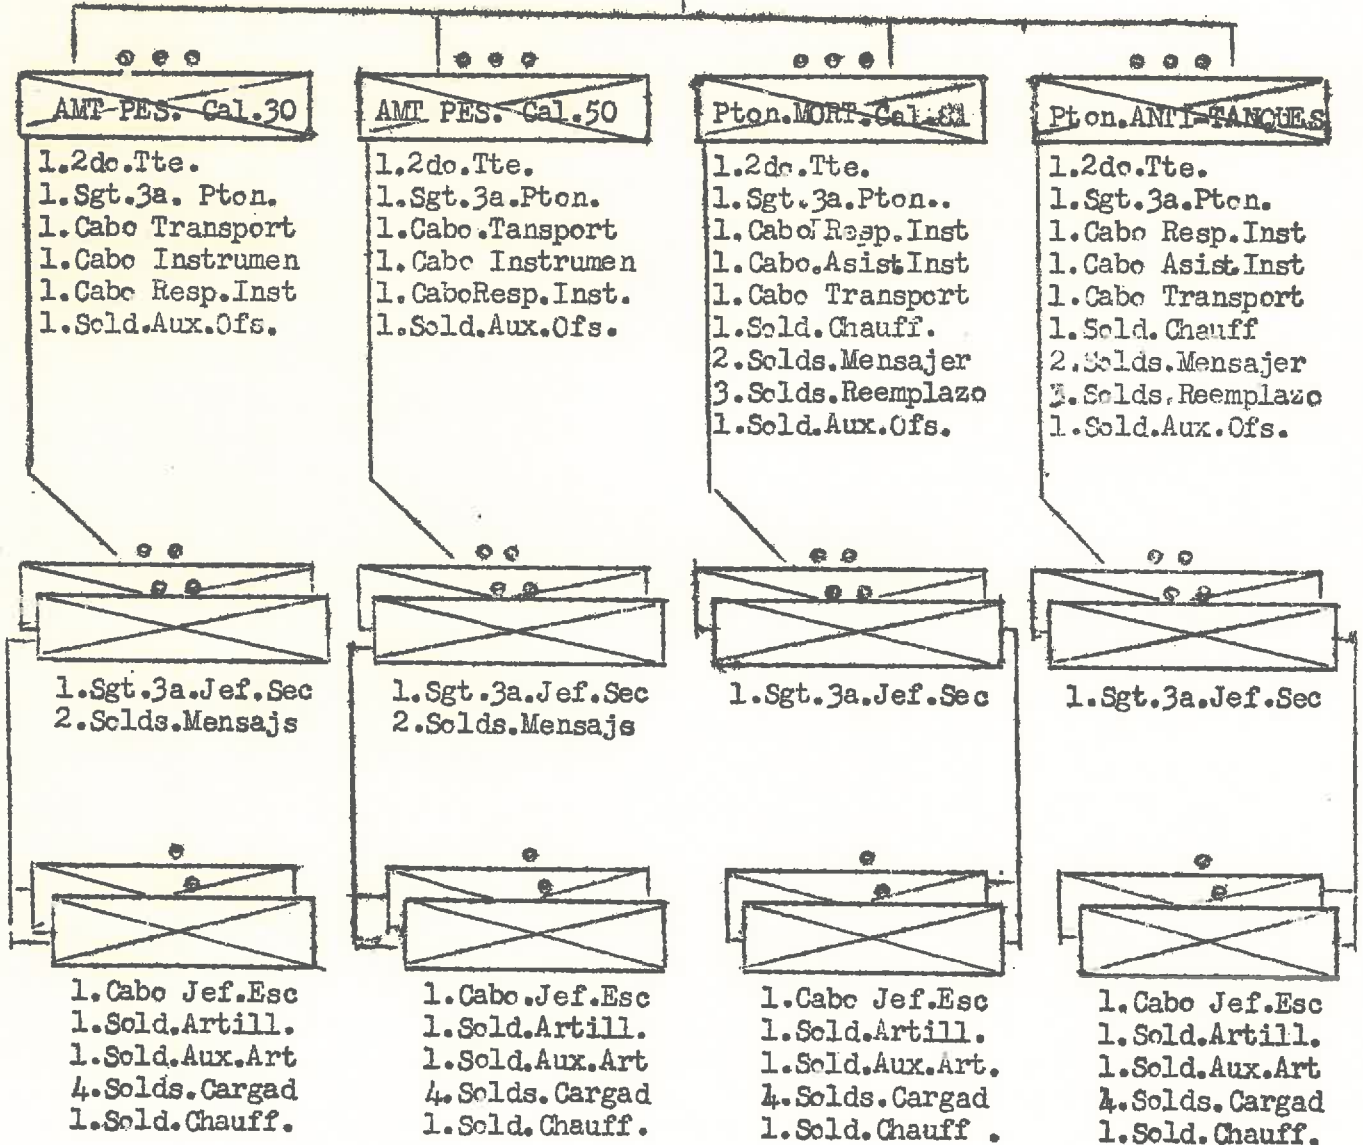 AMT-PES. Cal.30
1.2do.Tte.
1.Sgt.3a. Pton.
1.Cabo Transport
1.Cabo Instrumen
1.Cabo Resp.Inst
1.Sold.Aux.Ofs.
1.Sgt.3a.Jef.Sec
2.Solds.Mensajs
1.Cabo Jef.Esc
1.Sold.Artill.
1.Sold.Aux.Art
4.Solds.Cargad
1.Sold.Chauff.
AMT PES. Cal.50
1.2do.Tte.
1.Sgt.3a.Pton.
1.Cabo.Tansport
1.Cabo Instrumen
1.CaboResp.Inst.
1.Sold.Aux.Ofs.
1.Sgt.3a.Jef.Sec
2.Solds.Mensajs
1.Cabo.Jef.Esc
1.Sold.Artill.
1.Sold.Aux.Art
4.Solds.Cargad
1.Sold.Chauff.
Pton.MORT.Cal.81
1.2do.Tte.
1.Sgt.3a.Pton..
1.Cabo Resp.Inst
1.Cabo.Asist.Inst
1.Cabo Transport
1.Sold.Chauff.
2.Solds.Mensajer
3.Solds.Reemplazo
1.Sold.Aux.Ofs.
1.Sgt.3a.Jef.Sec
1.Cabo Jef.Esc
1.Sold.Artill.
1.Sold.Aux.Art.
4.Solds.Cargad
1.Sold.Chauff .
Pton.ANTI-TANQUES
1.2do.Tte.
1.Sgt.3a.Pton.
1.Cabo Resp.Inst
1.Cabo Asist.Inst
1.Cabo Transport
1.Sold.Chauff
2.Solds.Mensajer
3.Solds.Reemplazo
1.Sold.Aux.Ofs.
1.Sgt.3a.Jef.Sec
1.Cabo Jef.Esc
1.Sold.Artill.
1.Sold.Aux.Art
4.Solds.Cargad
1.Sold.Chauff.